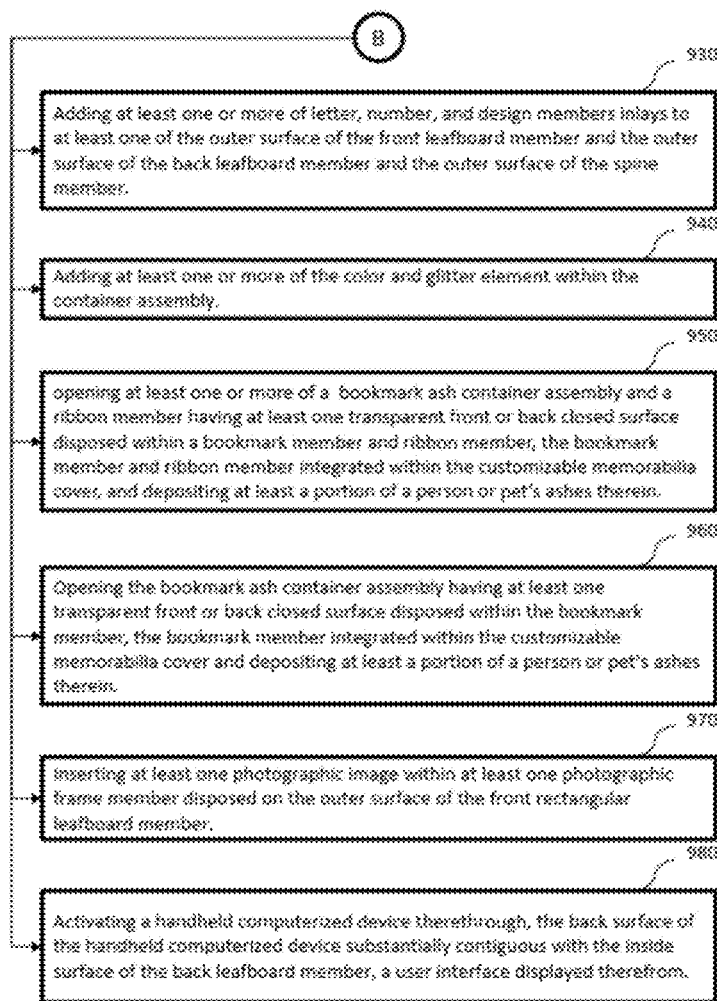 B
930
Adding at least one or more of letter, number, and design members inlays to
at least one of the outer surface of the front leafboard member and the outer
surface of the back leafboard member and the outer surface of the spine
member.
940
Adding at least one or more of the color and glitter element within the
container assembly.
950
opening at least one or more of a bookmark ash container assembly and a
ribbon member having at least one transparent front or back closed surface
disposed within a bookmark member and ribbon member, the bookmark
member and ribbon member integrated within the customizable memorabilia
cover, and depositing at least a portion of a person or pet's ashes therein.
960
Opening the bookmark ash container assembly having at least one
transparent front or back closed surface disposed within the bookmark
member, the bookmark member integrated within the customizable
memorabilia cover and depositing at least a portion of a person or pet's ashes
therein.
970
Inserting at least one photographic image within at least one photographic
frame member disposed on the outer surface of the front rectangular
leafboard member.
980
Activating a handheld computerized device therethrough, the back surface of
the handheld computerized device substantially contiguous with the inside
surface of the back leafboard member, a user interface displayed therefrom.